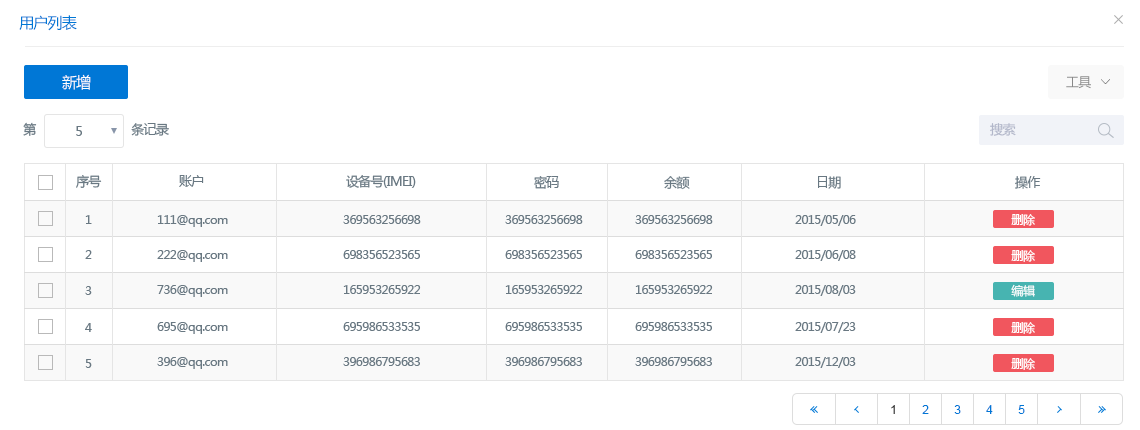 用户列表
新增
工具
第 5 条记录
搜索
序号 账户 设备号(IMEI) 密码 余额 日期 操作
1 111@qq.com 369563256698 369563256698 369563256698 2015/05/06 删除
2 222@qq.com 698356523565 698356523565 698356523565 2015/06/08 删除
3 736@qq.com 165953265922 165953265922 165953265922 2015/08/03 编辑
4 695@qq.com 695986533535 695986533535 695986533535 2015/07/23 删除
5 396@qq.com 396986795683 396986795683 396986795683 2015/12/03 删除
« ‹ 1 2 3 4 5 › »